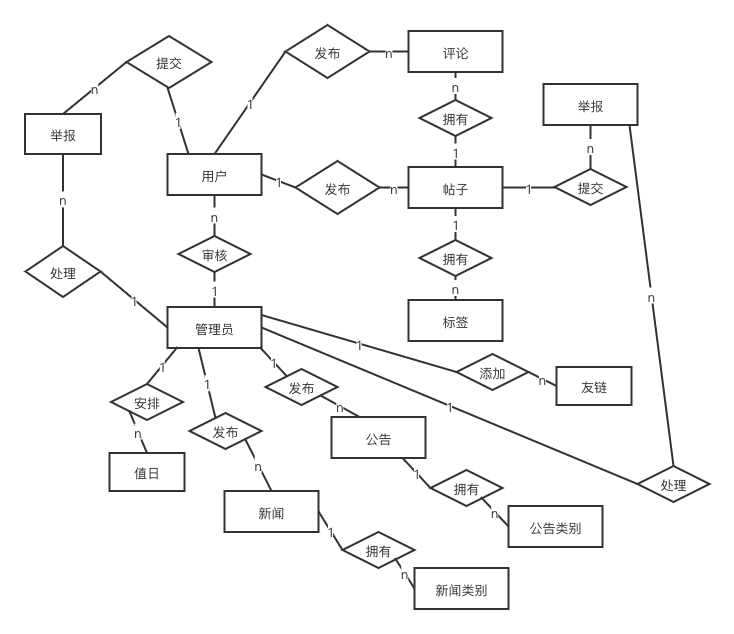 提交
发布
评论
n
n
n
举报
1
拥有
举报
1
n
1
用户
发布
帖子
提交
1
n
1
n
n
1
审核
拥有
处理
1
n
1
n
管理员
标签
1
1
1
1
添加
友链
n
发布
安排
n
1
发布
公告
n
n
1
值日
拥有
处理
新闻
n
公告类别
1
拥有
n
新闻类别